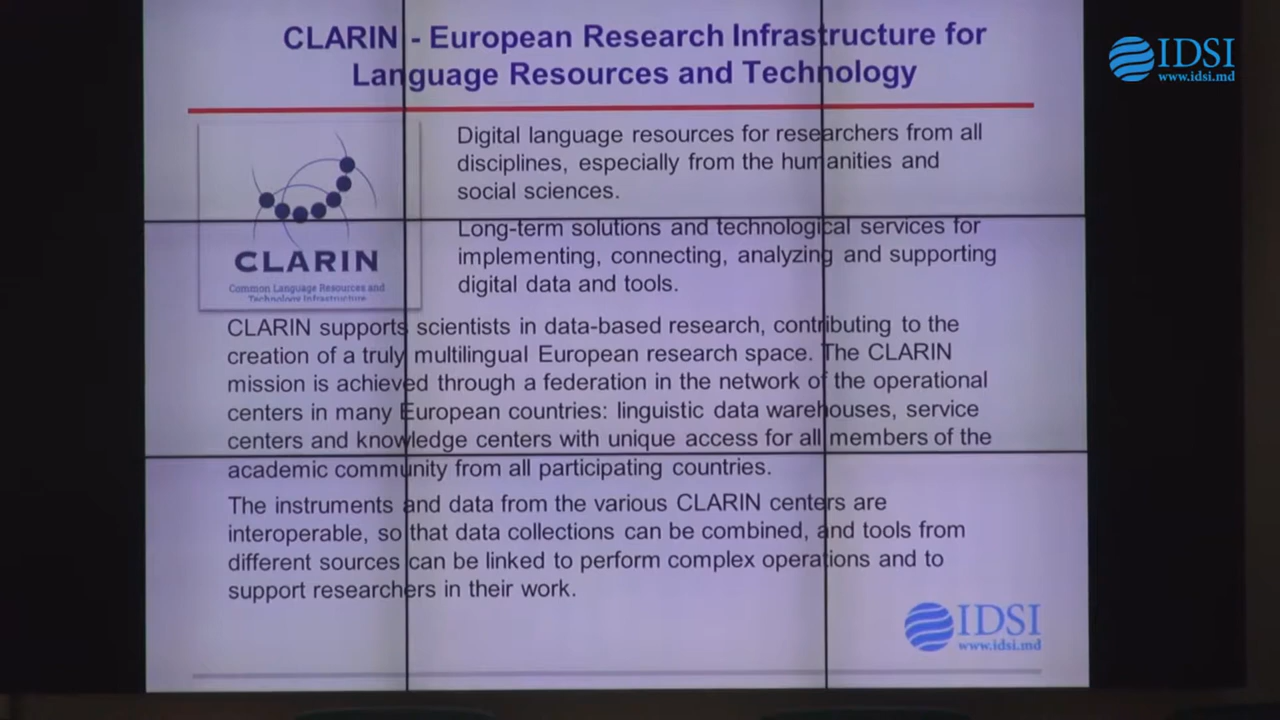 CLARIN - European Research Infrastructure for
Language Resources and Technology
IDSI
www.idsi.md
Digital language resources for researchers from all
disciplines, especially from the humanities and
social sciences.
Long-term solutions and technological services for
implementing, connecting, analyzing and supporting
digital data and tools.
CLARIN
Common Language Resources and
Technology Infrastructure
CLARIN supports scientists in data-based research, contributing to the
creation of a truly multilingual European research space. The CLARIN
mission is achieved through a federation in the network of the operational
centers in many European countries: linguistic data warehouses, service
centers and knowledge centers with unique access for all members of the
academic community from all participating countries.
The instruments and data from the various CLARIN centers are
interoperable, so that data collections can be combined, and tools from
different sources can be linked to perform complex operations and to
support researchers in their work.
IDSI
www.idsi.md